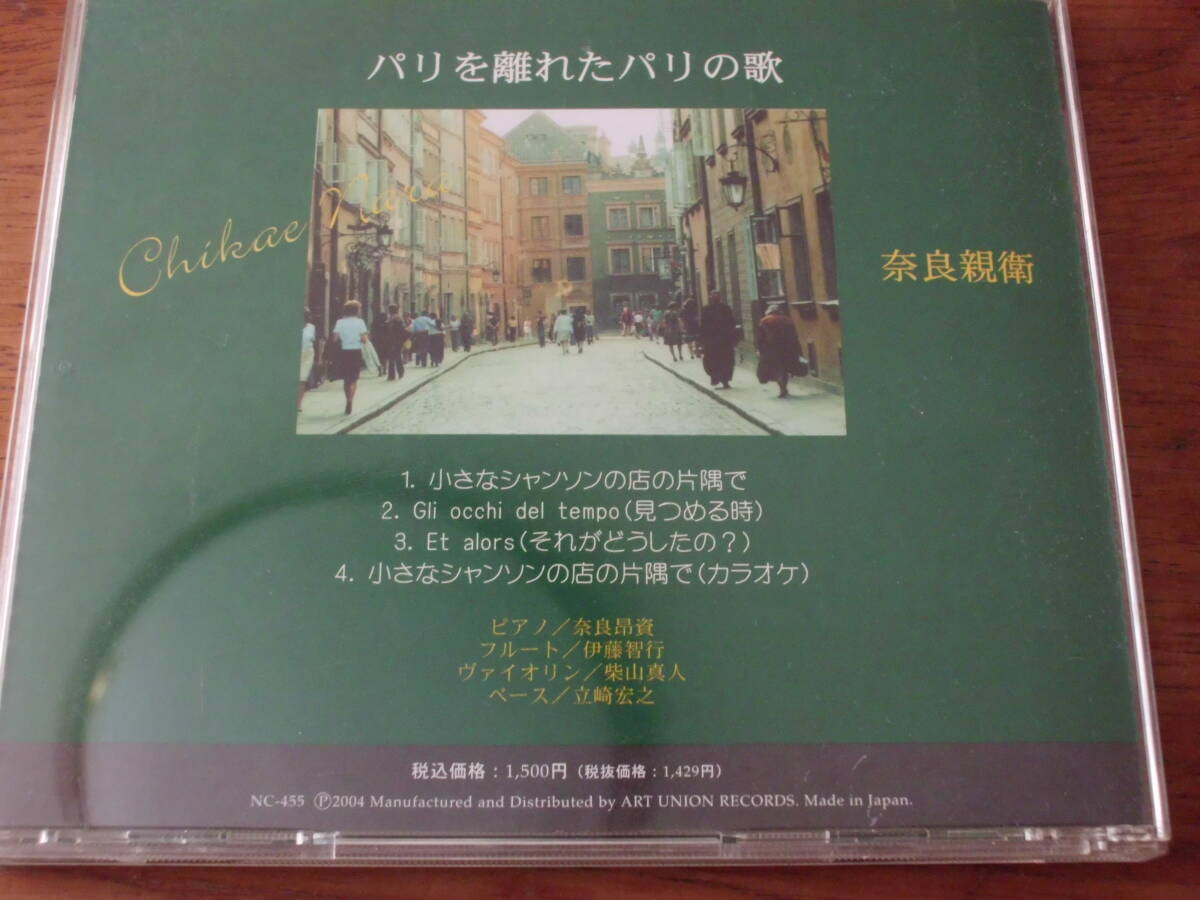 パリを離れたパリの歌
Chikae Nara
奈良親衛
1. 小さなシャンソンの店の片隅で
2. Gli occhi del tempo(見つめる時)
3. Et alors(それがどうしたの？)
4. 小さなシャンソンの店の片隅で(カラオケ)
ピアノ／奈良昂資
フルート／伊藤智行
ヴァイオリン／柴山真人
ベース／立崎宏之
税込価格：1,500円 (税抜価格：1,429円)
NC-455 Ⓟ2004 Manufactured and Distributed by ART UNION RECORDS. Made in Japan.